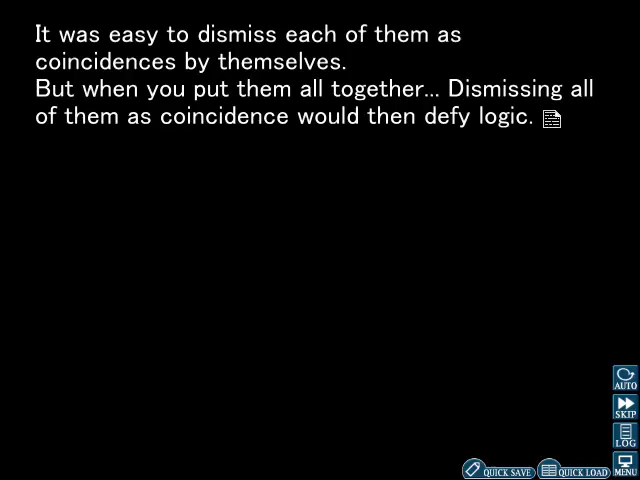 It was easy to dismiss each of them as
coincidences by themselves.
But when you put them all together... Dismissing all
of them as coincidence would then defy logic.
AUTO
SKIP
LOG
QUICK SAVE QUICK LOAD MENU